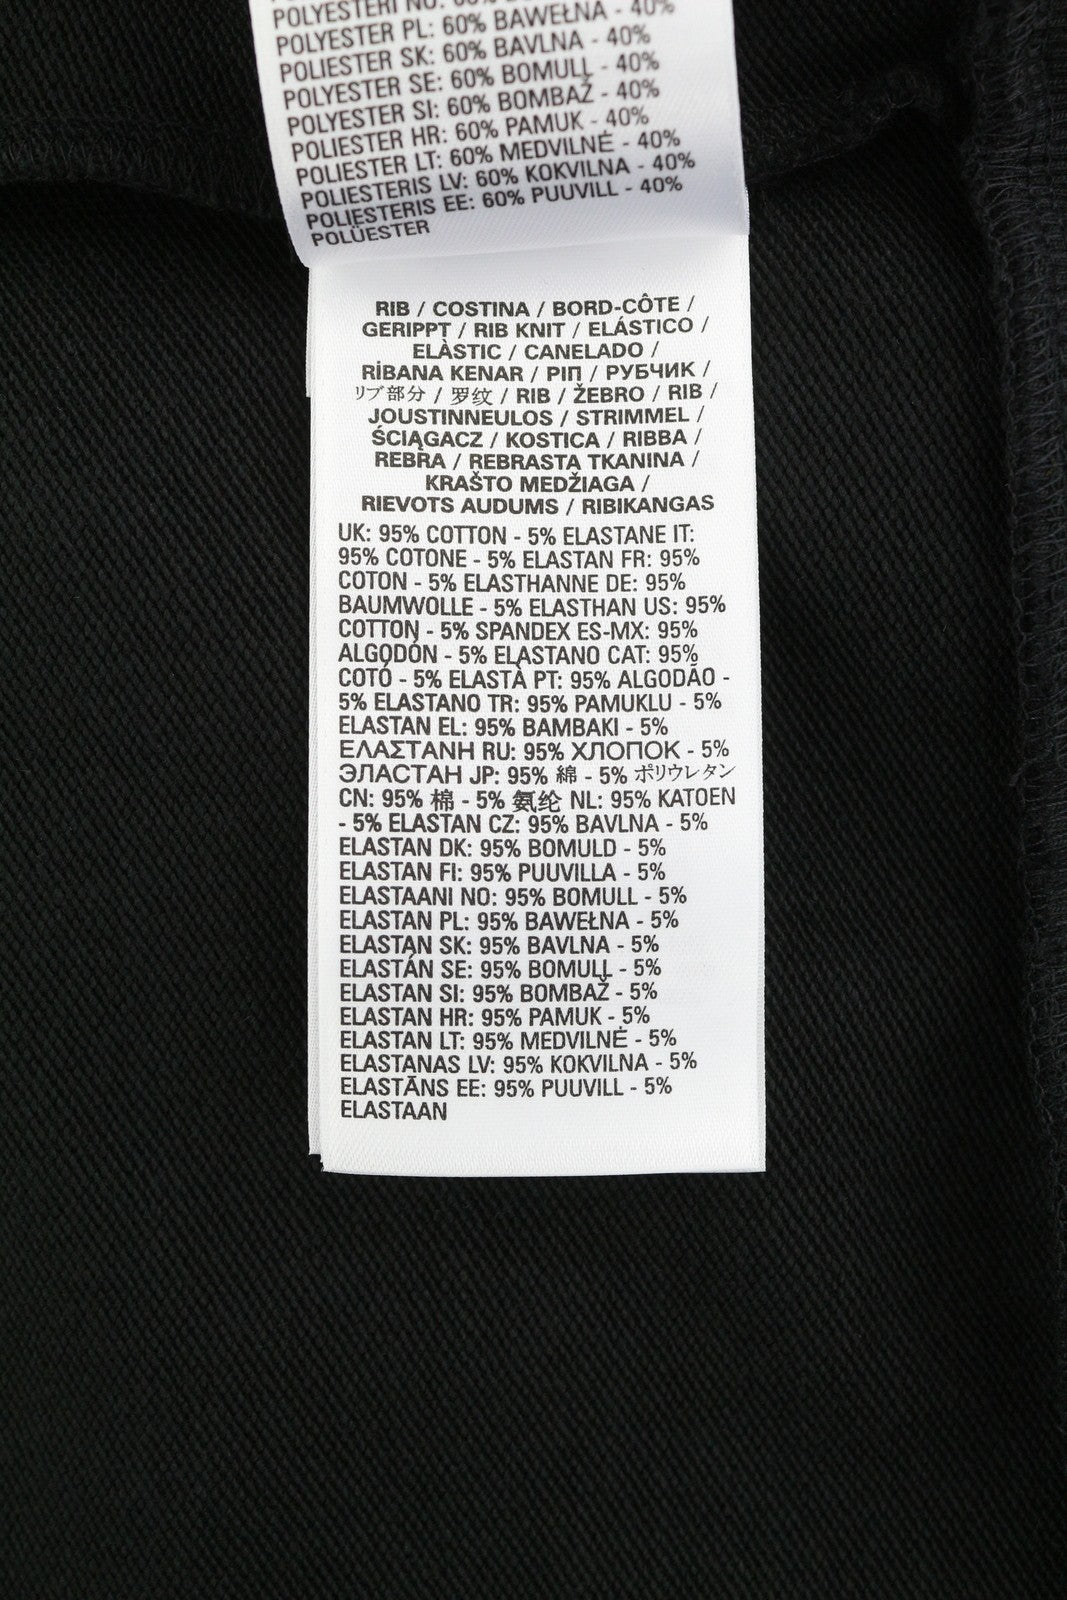 POLYESTER PL: 60% BAWEŁNA - 40%
POLIESTER SK: 60% BAVLNA - 40%
POLYESTER SE: 60% BOMULL - 40%
POLYESTER SI: 60% BOMBAŽ - 40%
POLIESTER HR: 60% PAMUK - 40%
POLIESTER LT: 60% MEDVILNĖ - 40%
POLIESTERIS LV: 60% KOKVILNA - 40%
POLIESTERIS EE: 60% PUUVILL - 40%
POLÜESTER
RIB / COSTINA / BORD-CÔTE /
GERIPPT / RIB KNIT / ELÁSTICO /
ELÀSTIC / CANELADO /
RİBANA KENAR / ΡΙΠ / РУБЧИК /
リブ部分 / 罗纹 / RIB / ŽEBRO / RIB /
JOUSTINNEULOS / STRIMMEL /
ŚCIĄGACZ / KOSTICA / RIBBA /
REBRA / REBRASTA TKANINA /
KRAŠTO MEDŽIAGA /
RIEVOTS AUDUMS / RIBIKANGAS
UK: 95% COTTON - 5% ELASTANE IT:
95% COTONE - 5% ELASTAN FR: 95%
COTON - 5% ELASTHANNE DE: 95%
BAUMWOLLE - 5% ELASTHAN US: 95%
COTTON - 5% SPANDEX ES-MX: 95%
ALGODÓN - 5% ELASTANO CAT: 95%
COTÓ - 5% ELASTÀ PT: 95% ALGODÃO -
5% ELASTANO TR: 95% PAMUKLU - 5%
ELASTAN EL: 95% BAMBAKI - 5%
ΕΛΑΣΤΑΝΗ RU: 95% ХЛОПОК - 5%
ЭЛАСТАН JP: 95% 綿 - 5% ポリウレタン
CN: 95% 棉 - 5% 氨纶 NL: 95% KATOEN
- 5% ELASTAN CZ: 95% BAVLNA - 5%
ELASTAN DK: 95% BOMULD - 5%
ELASTAN FI: 95% PUUVILLA - 5%
ELASTAANI NO: 95% BOMULL - 5%
ELASTAN PL: 95% BAWEŁNA - 5%
ELASTAN SK: 95% BAVLNA - 5%
ELASTÁN SE: 95% BOMULL - 5%
ELASTAN SI: 95% BOMBAŽ - 5%
ELASTAN HR: 95% PAMUK - 5%
ELASTAN LT: 95% MEDVILNĖ - 5%
ELASTANAS LV: 95% KOKVILNA - 5%
ELASTĀNS EE: 95% PUUVILL - 5%
ELASTAAN